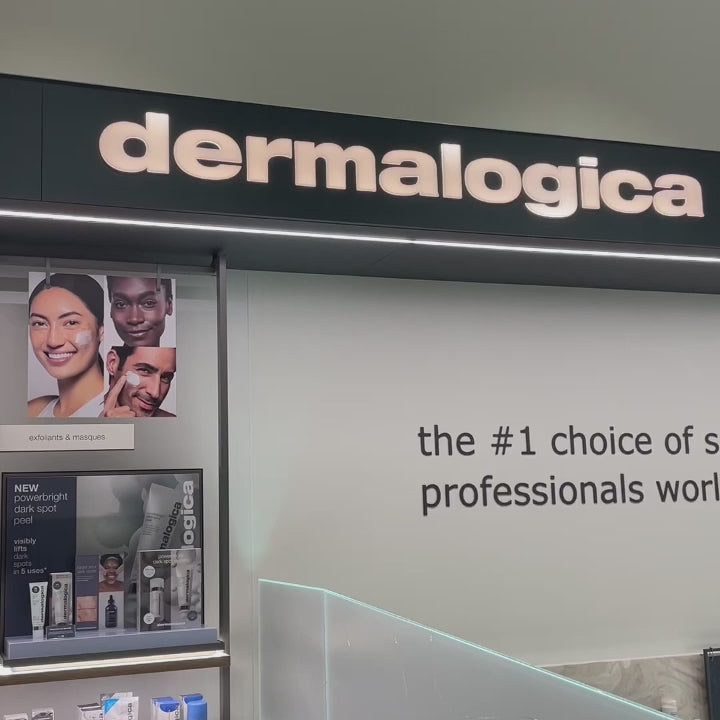 dermalogica
exfoliants & masques
the #1 choice of s
professionals worl
NEW
powerbright
dark spot
peel
visibly
lifts
dark
spots
in 5 uses*
dermalogica
dermalogica